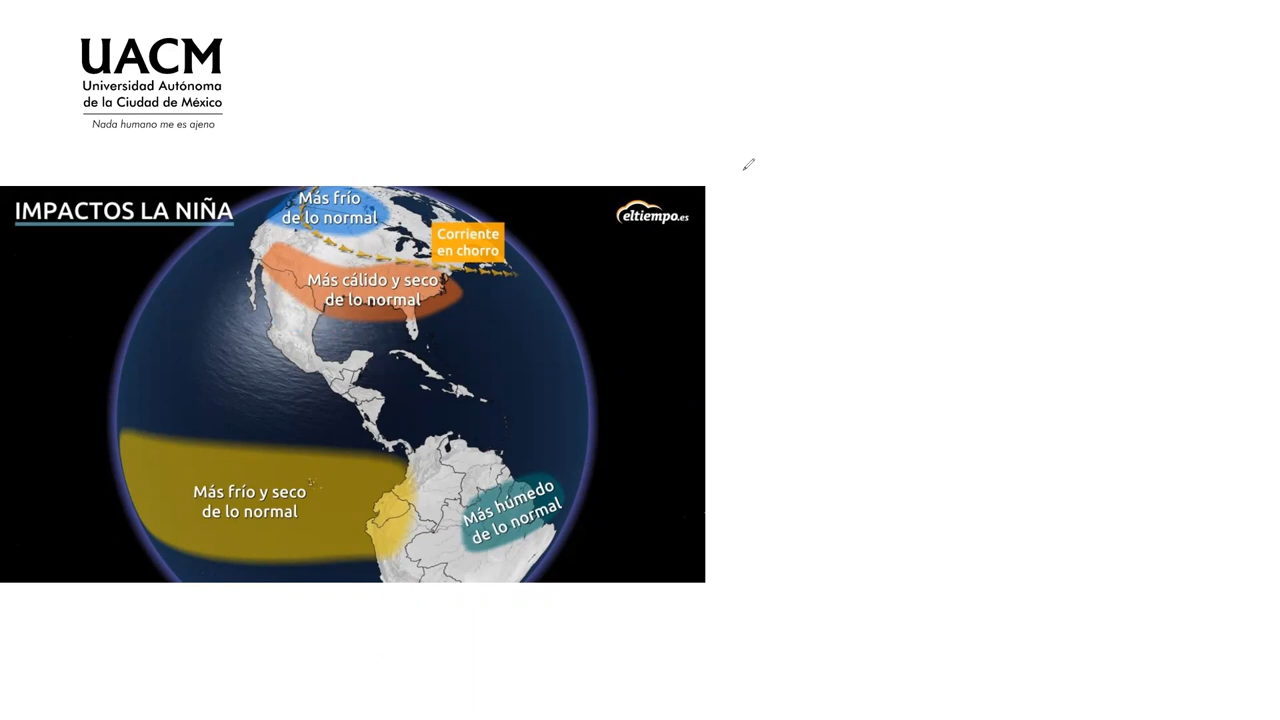 UACM
Universidad Autónoma
de la Ciudad de México
Nada humano me es ajeno
IMPACTOS LA NIÑA
Más frío
de lo normal
eltiempo.es
Corriente
en chorro
Más cálido y seco
de lo normal
Más frío y seco
de lo normal
Más húmedo
de lo normal